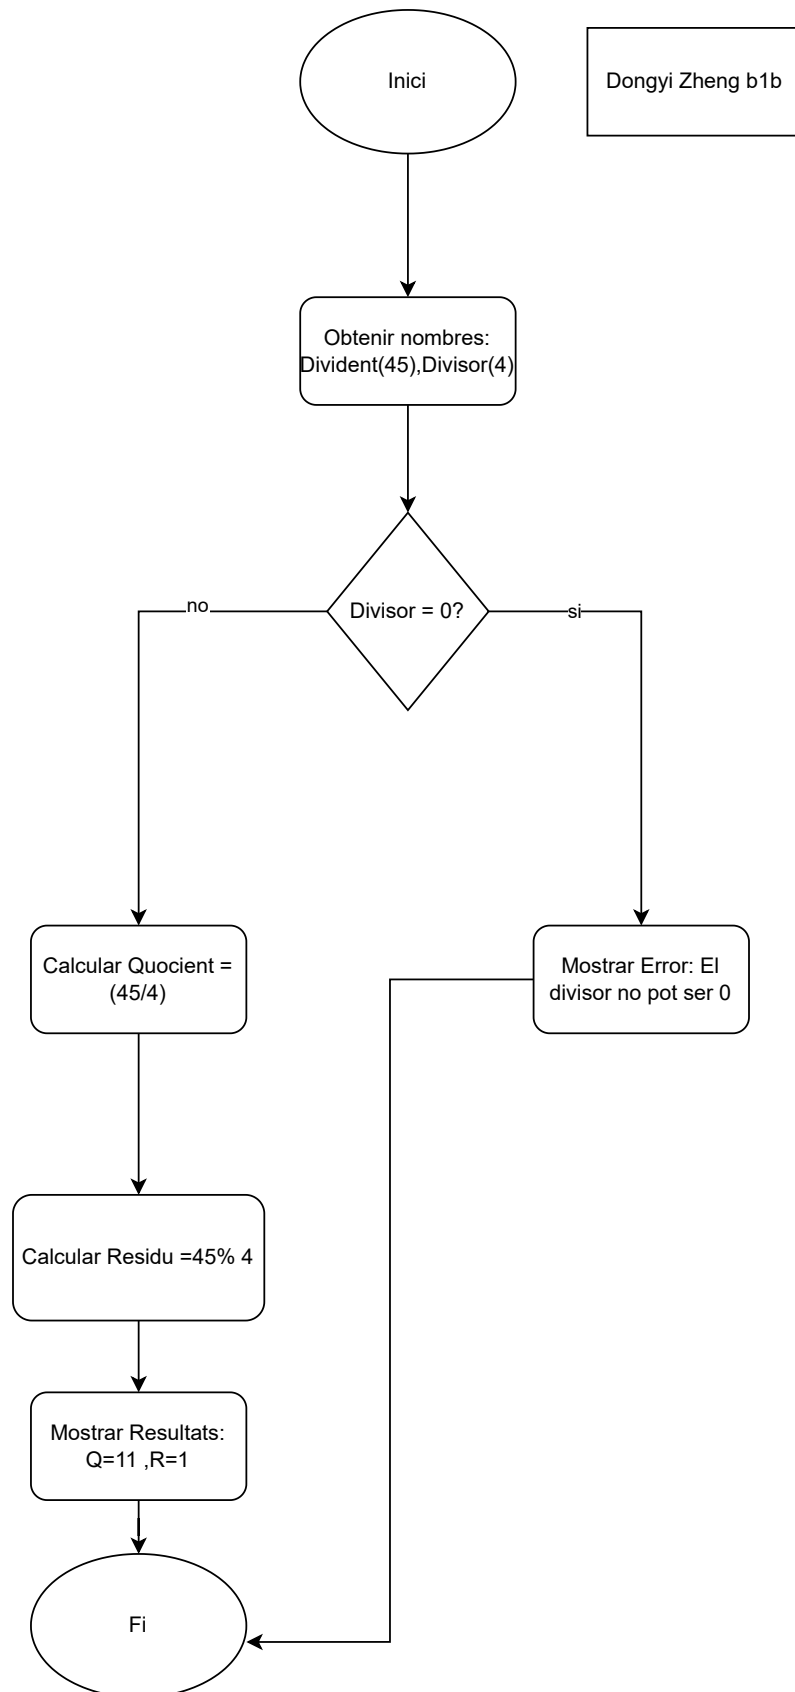 Inici
Dongyi Zheng b1b
Obtenir nombres:
Divident(45),Divisor(4)
Divisor = 0?
no
si
Calcular Quocient =
(45/4)
Mostrar Error: El
divisor no pot ser 0
Calcular Residu =45% 4
Mostrar Resultats:
Q=11 ,R=1
Fi